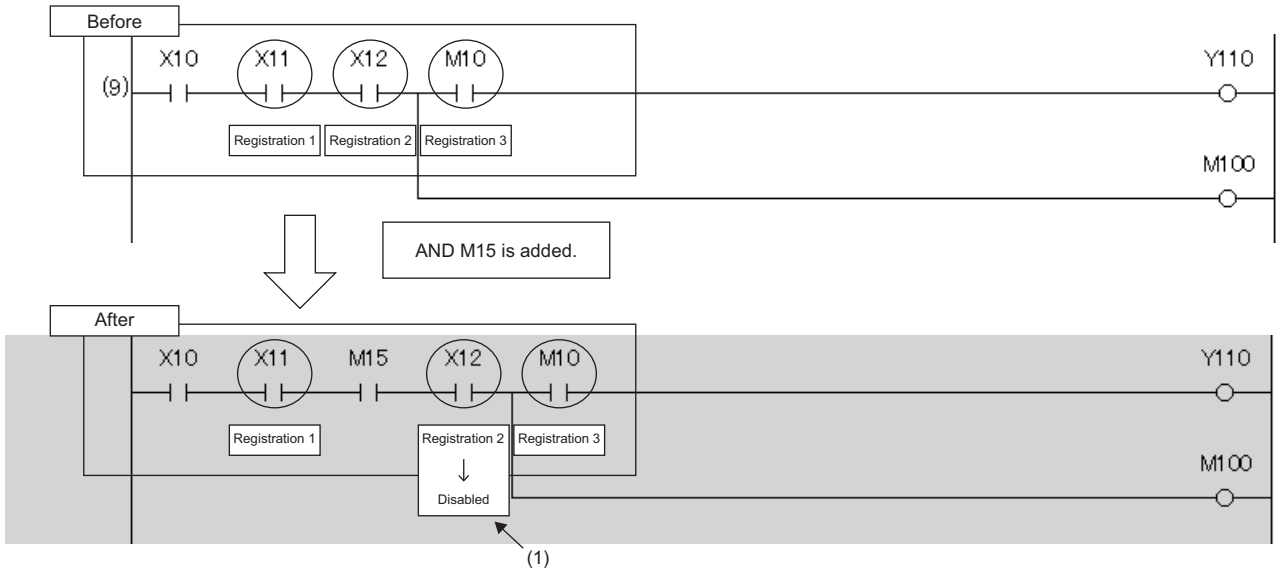 Before
X10 X11 X12 M10 Y110
(9)
Registration 1 Registration 2 Registration 3
M100
AND M15 is added.
After
X10 X11 M15 X12 M10 Y110
Registration 1 Registration 2 Registration 3
↓
M100
Disabled
(1)